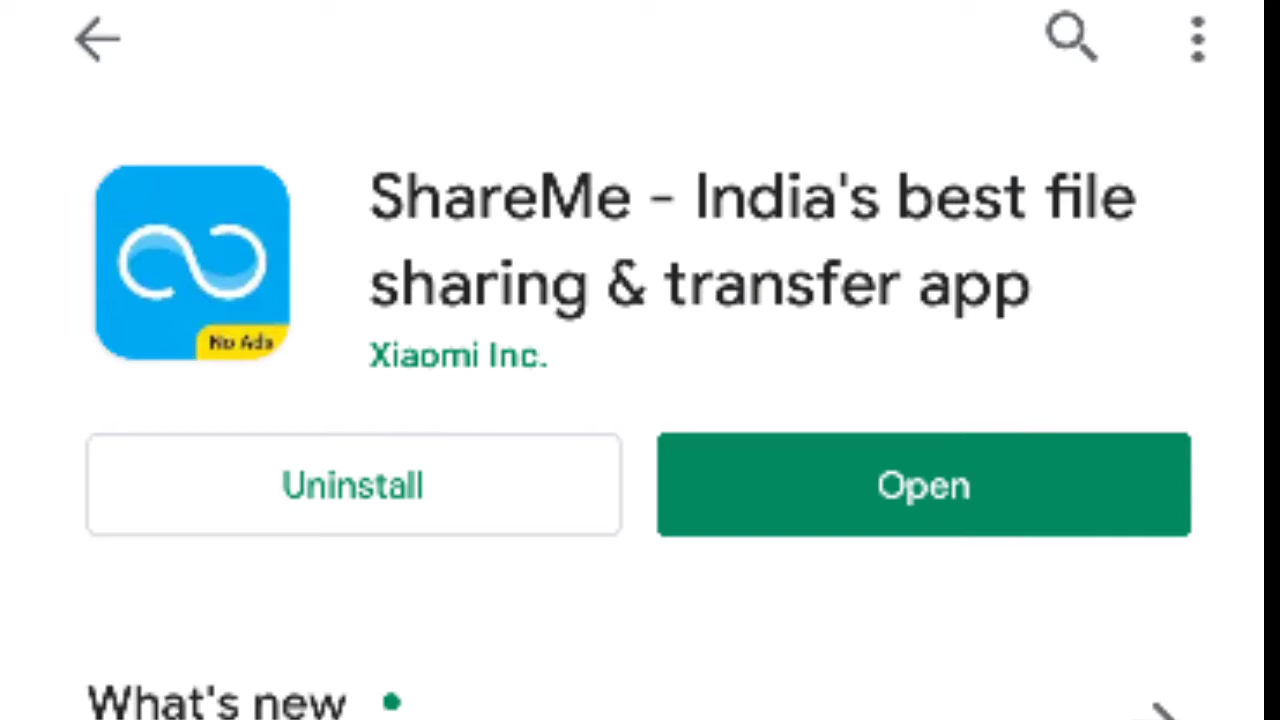 ShareMe - India's best file
sharing & transfer app
No Ads
Xiaomi Inc.
Uninstall
Open
What's new